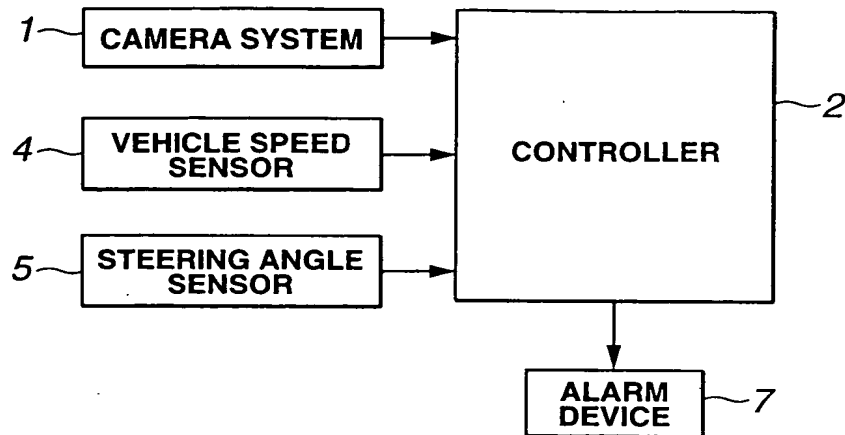 1
CAMERA SYSTEM
2
4
VEHICLE SPEED
SENSOR
CONTROLLER
5
STEERING ANGLE
SENSOR
ALARM
DEVICE
7